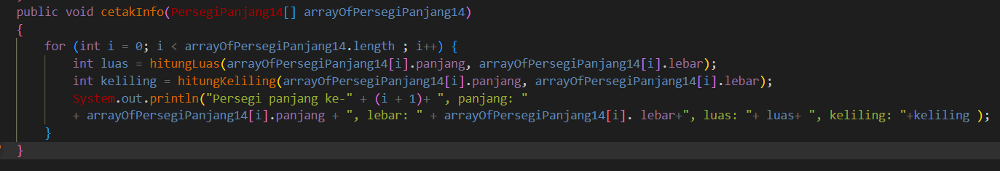 public void cetakInfo(PersegiPanjang14[] arrayOfPersegiPanjang14)
{
for (int i = 0; i < arrayOfPersegiPanjang14.length ; i++) {
int luas = hitungLuas(arrayOfPersegiPanjang14[i].panjang, arrayOfPersegiPanjang14[i].lebar);
int keliling = hitungKeliling(arrayOfPersegiPanjang14[i].panjang, arrayOfPersegiPanjang14[i].lebar);
System.out.println("Persegi panjang ke-" + (i + 1)+ ", panjang: "
+ arrayOfPersegiPanjang14[i].panjang + ", lebar: " + arrayOfPersegiPanjang14[i]. lebar+", luas: "+ luas+ ", keliling: "+keliling );
}
}